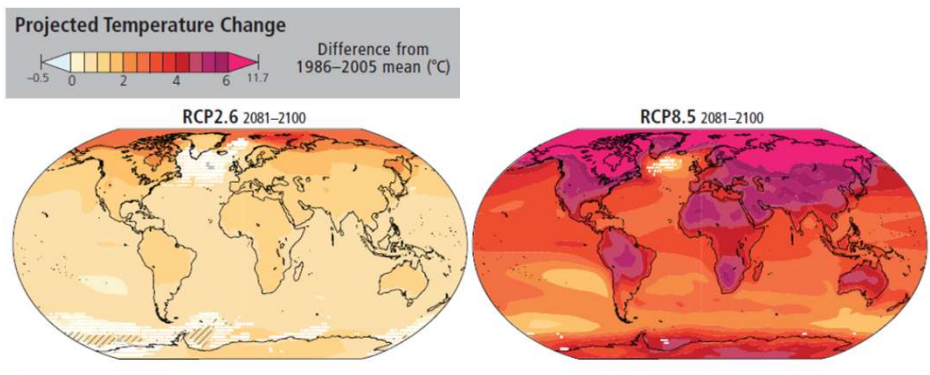 Projected Temperature Change
Difference from
1986–2005 mean (°C)
−0.5 0 2 4 6 11.7
RCP2.6 2081–2100
RCP8.5 2081–2100